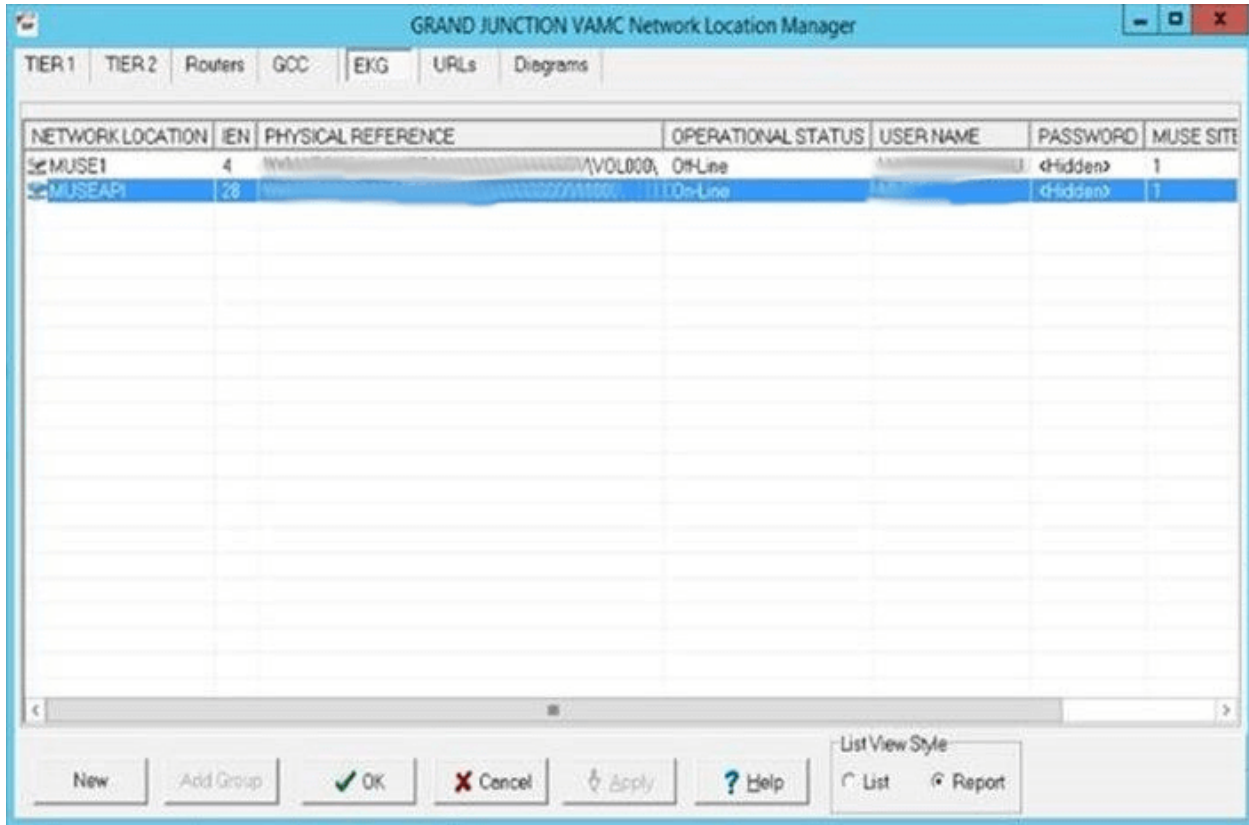 GRAND JUNCTION VAMC Network Location Manager
TIER 1 TIER 2 Routers GCC EKG URLs Diagrams
NETWORK LOCATION IEN PHYSICAL REFERENCE OPERATIONAL STATUS USER NAME PASSWORD MUSE SITE
MUSE1 4 \VOL000\ Off-Line <Hidden> 1
MUSEAPI 28 On-Line <Hidden> 1
List View Style
New Add Group OK Cancel Apply ? Help List Report